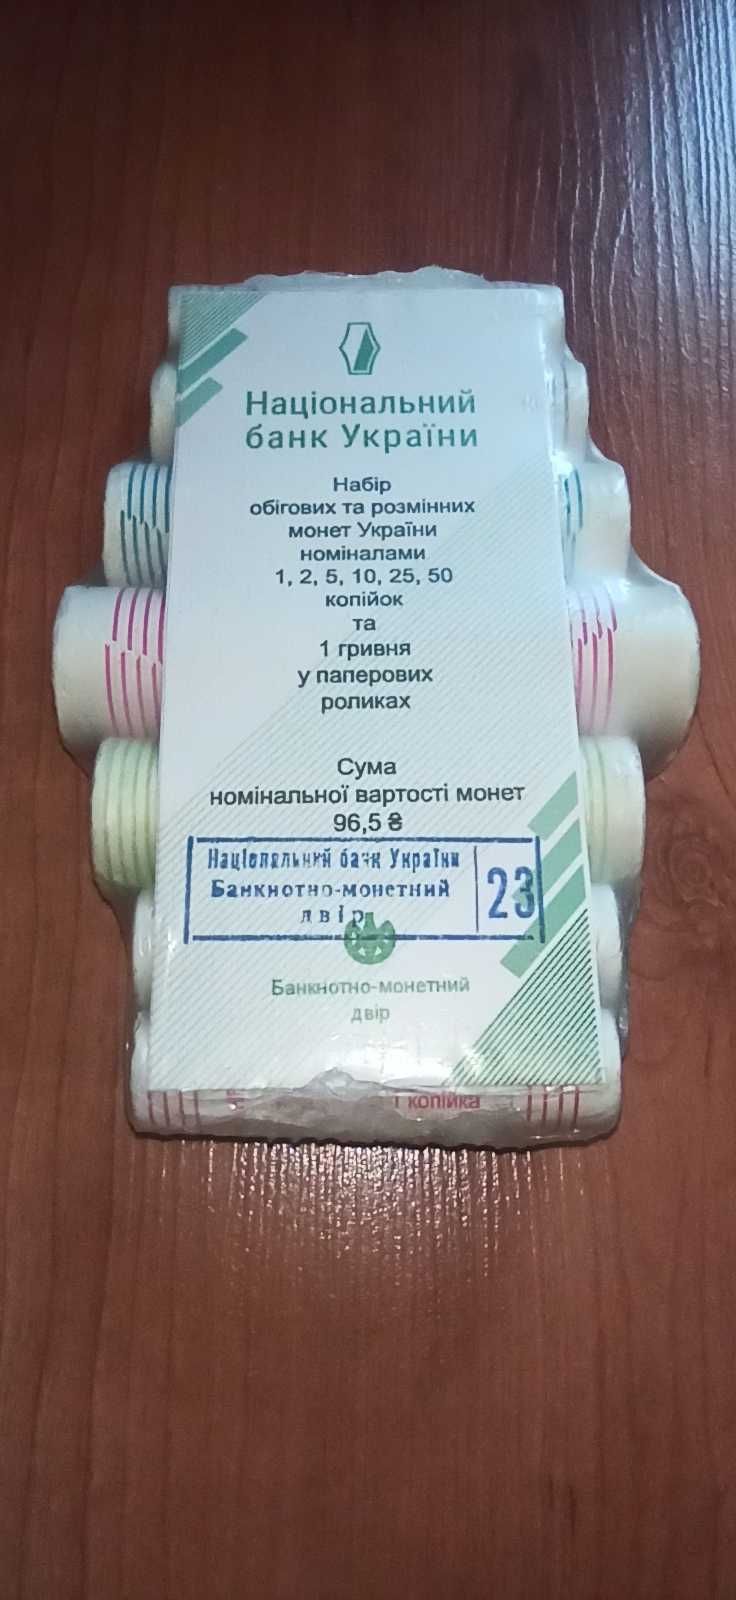 Національний
банк України
Набір
обігових та розмінних
монет України
номіналами
1, 2, 5, 10, 25, 50
копійок
та
1 гривня
у паперових
роликах
Сума
номінальної вартості монет
96,5 ₴
Національний банк України
Банкнотно-монетний
двір
23
Банкнотно-монетний
двір
1 копійка